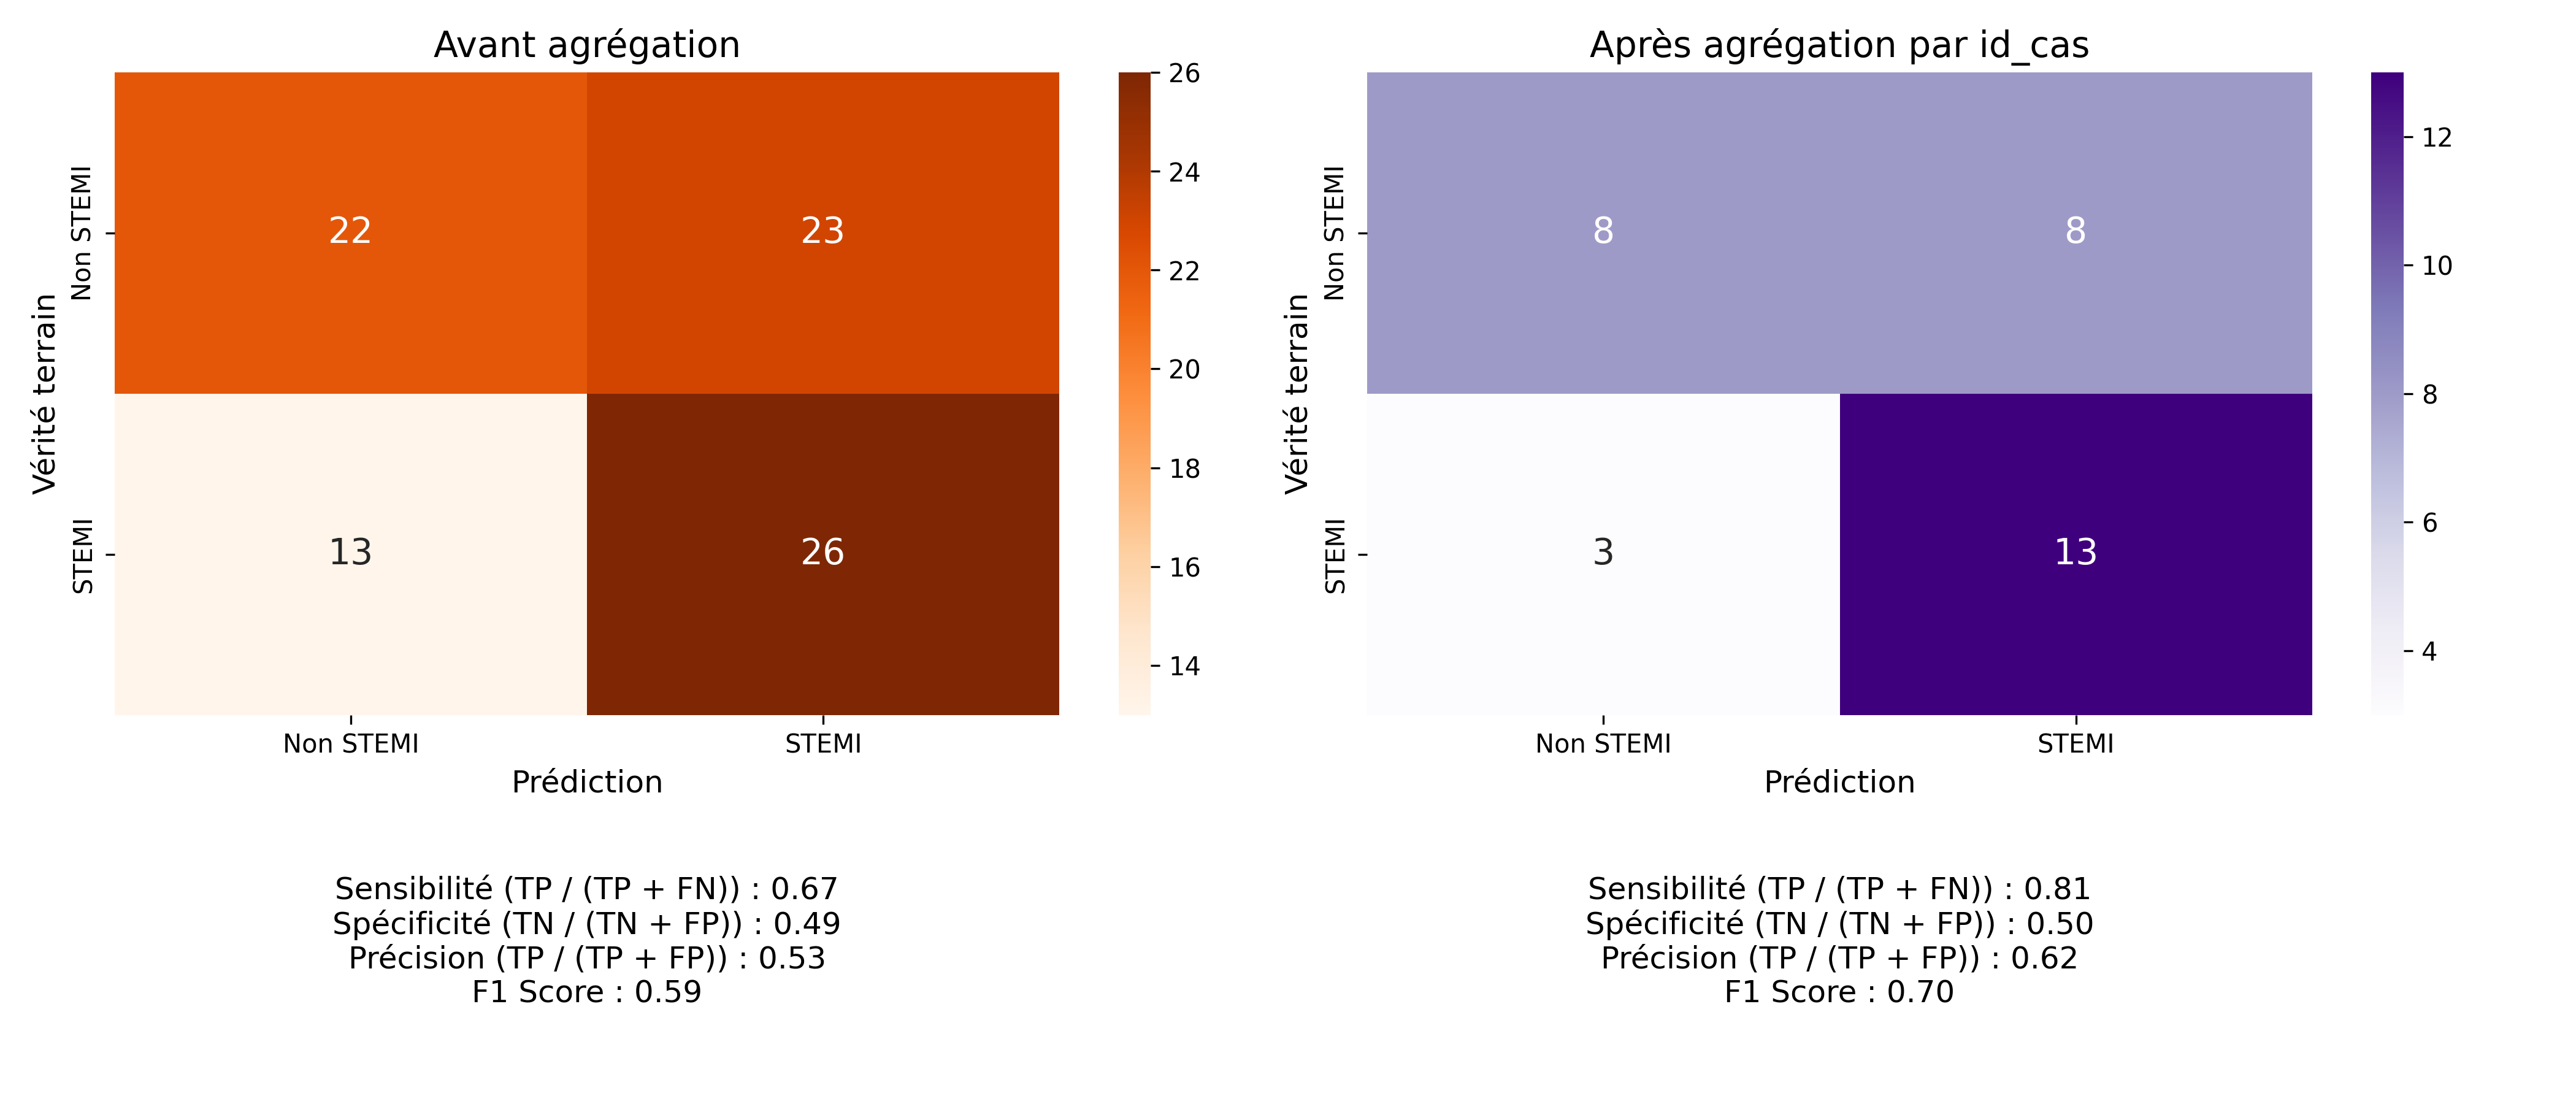 Avant agrégation
26
24
22
20
18
16
14
Vérité terrain
Non STEMI
STEMI
22
23
13
26
Non STEMI
STEMI
Prédiction
Sensibilité (TP / (TP + FN)) : 0.67
Spécificité (TN / (TN + FP)) : 0.49
Précision (TP / (TP + FP)) : 0.53
F1 Score : 0.59
Après agrégation par id_cas
12
10
8
6
4
Vérité terrain
Non STEMI
STEMI
8
8
3
13
Non STEMI
STEMI
Prédiction
Sensibilité (TP / (TP + FN)) : 0.81
Spécificité (TN / (TN + FP)) : 0.50
Précision (TP / (TP + FP)) : 0.62
F1 Score : 0.70